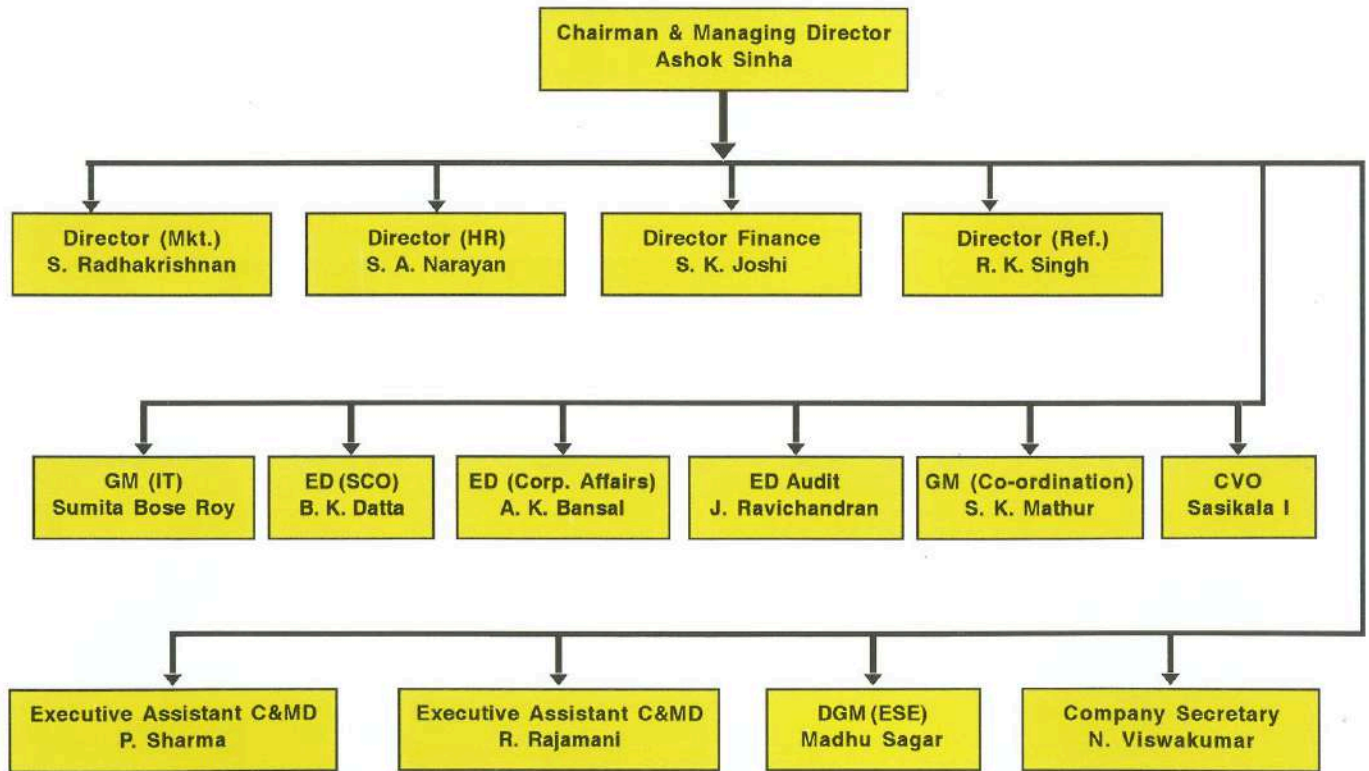 Chairman & Managing Director
Ashok Sinha
Director (Mkt.)
S. Radhakrishnan
Director (HR)
S. A. Narayan
Director Finance
S. K. Joshi
Director (Ref.)
R. K. Singh
GM (IT)
Sumita Bose Roy
ED (SCO)
B. K. Datta
ED (Corp. Affairs)
A. K. Bansal
ED Audit
J. Ravichandran
GM (Co-ordination)
S. K. Mathur
CVO
Sasikala I
Executive Assistant C&MD
P. Sharma
Executive Assistant C&MD
R. Rajamani
DGM (ESE)
Madhu Sagar
Company Secretary
N. Viswakumar